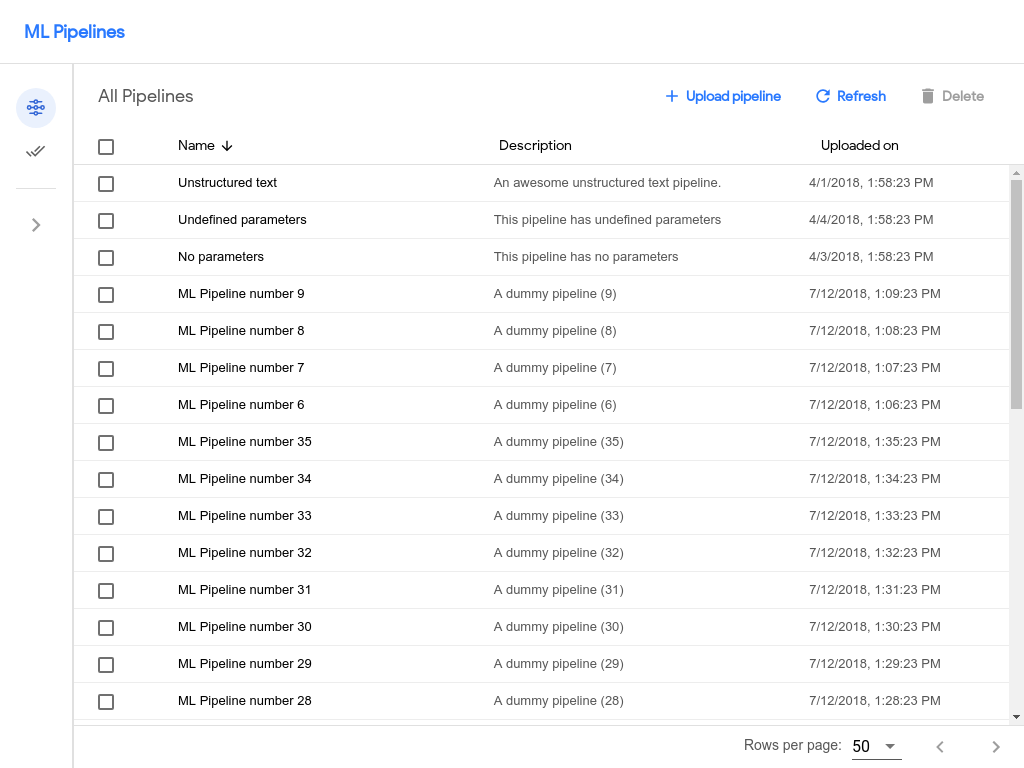 ML Pipelines
All Pipelines Upload pipeline Refresh Delete
Name Description Uploaded on
Unstructured text An awesome unstructured text pipeline. 4/1/2018, 1:58:23 PM
Undefined parameters This pipeline has undefined parameters 4/4/2018, 1:58:23 PM
No parameters This pipeline has no parameters 4/3/2018, 1:58:23 PM
ML Pipeline number 9 A dummy pipeline (9) 7/12/2018, 1:09:23 PM
ML Pipeline number 8 A dummy pipeline (8) 7/12/2018, 1:08:23 PM
ML Pipeline number 7 A dummy pipeline (7) 7/12/2018, 1:07:23 PM
ML Pipeline number 6 A dummy pipeline (6) 7/12/2018, 1:06:23 PM
ML Pipeline number 35 A dummy pipeline (35) 7/12/2018, 1:35:23 PM
ML Pipeline number 34 A dummy pipeline (34) 7/12/2018, 1:34:23 PM
ML Pipeline number 33 A dummy pipeline (33) 7/12/2018, 1:33:23 PM
ML Pipeline number 32 A dummy pipeline (32) 7/12/2018, 1:32:23 PM
ML Pipeline number 31 A dummy pipeline (31) 7/12/2018, 1:31:23 PM
ML Pipeline number 30 A dummy pipeline (30) 7/12/2018, 1:30:23 PM
ML Pipeline number 29 A dummy pipeline (29) 7/12/2018, 1:29:23 PM
ML Pipeline number 28 A dummy pipeline (28) 7/12/2018, 1:28:23 PM
Rows per page: 50